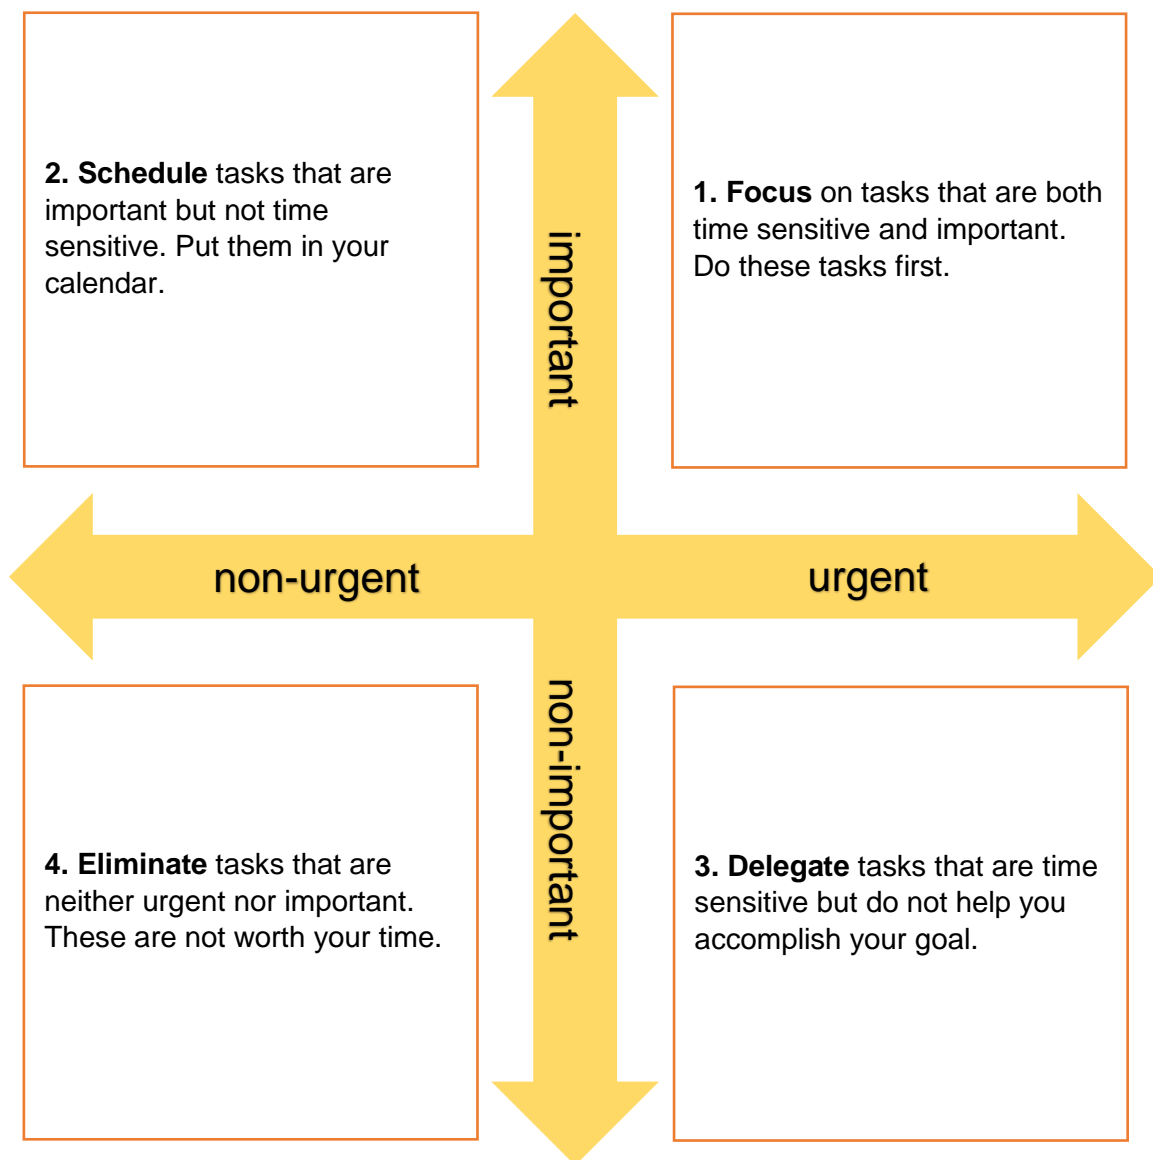 2. Schedule tasks that are
important but not time
sensitive. Put them in your
calendar.
1. Focus on tasks that are both
time sensitive and important.
Do these tasks first.
important
non-urgent
urgent
non-important
4. Eliminate tasks that are
neither urgent nor important.
These are not worth your time.
3. Delegate tasks that are time
sensitive but do not help you
accomplish your goal.